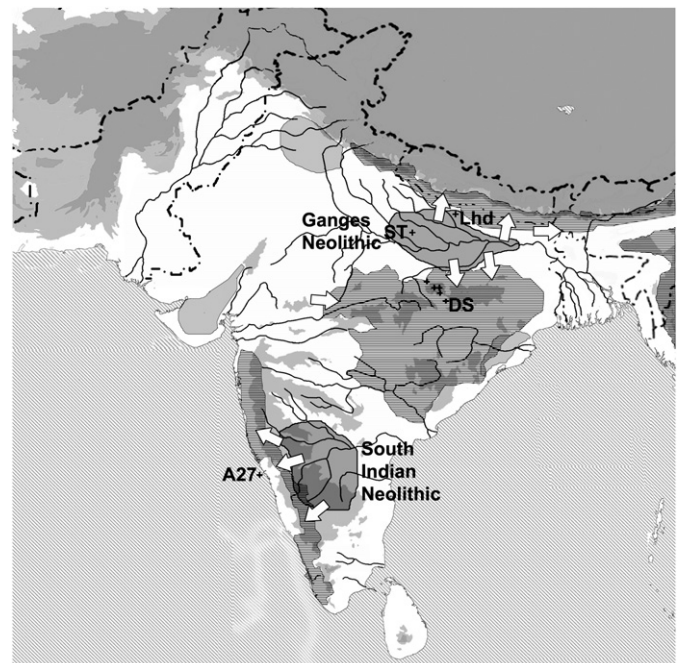 Ganges
Neolithic
ST+
+Lhd
+DS
A27+
South
Indian
Neolithic